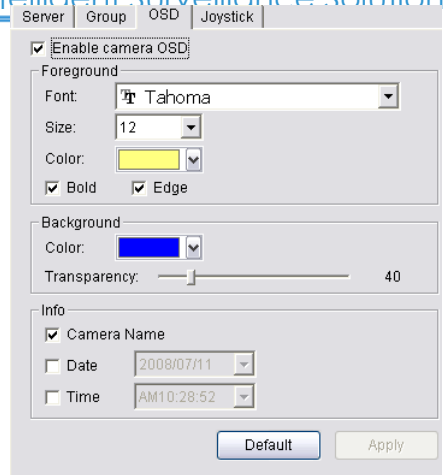 Server Group OSD Joystick
Enable camera OSD
Foreground
Font: Tahoma
Size: 12
Color:
Bold Edge
Background
Color:
Transparency: 40
Info
Camera Name
Date 2008/07/11
Time AM10:28:52
Default Apply